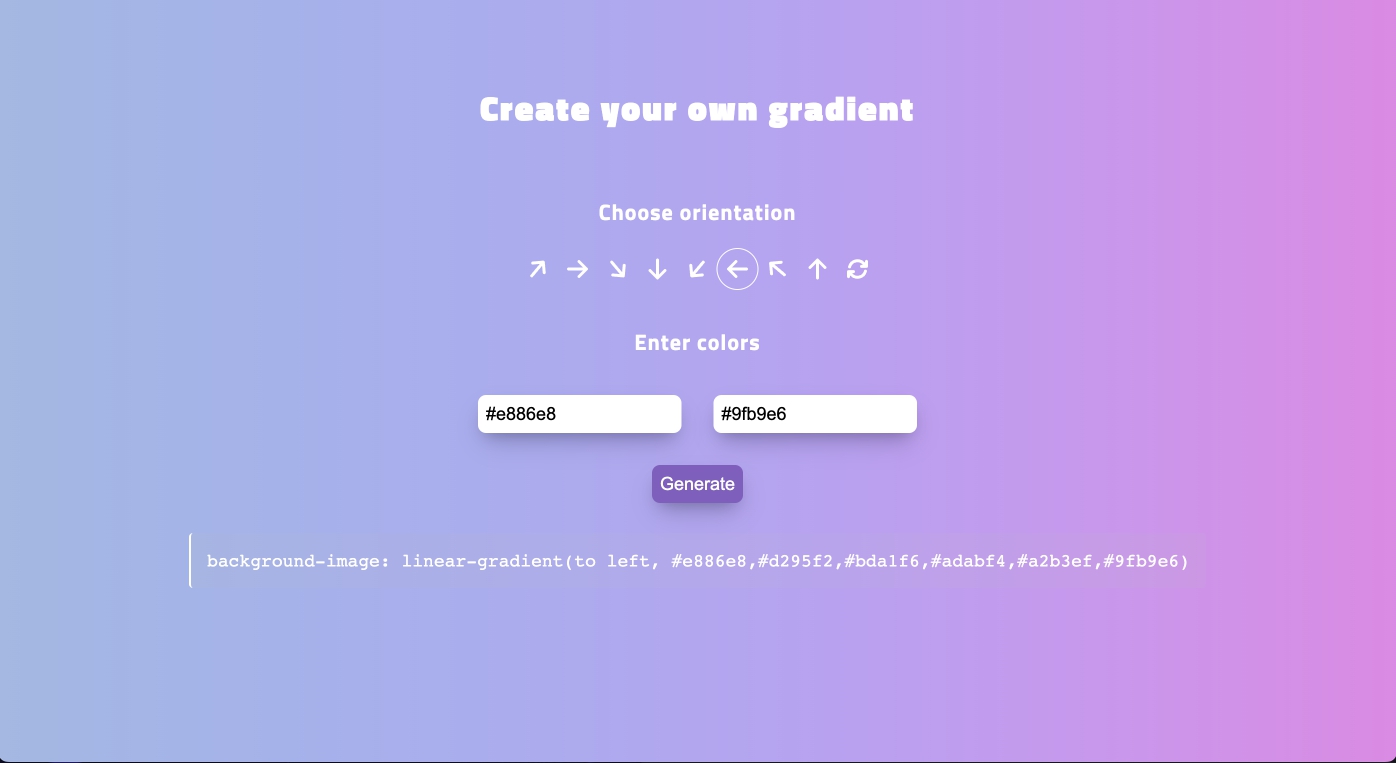 Create your own gradient
Choose orientation
Enter colors
#e886e8 #9fb9e6
Generate
background-image: linear-gradient(to left, #e886e8,#d295f2,#bda1f6,#adabf4,#a2b3ef,#9fb9e6)